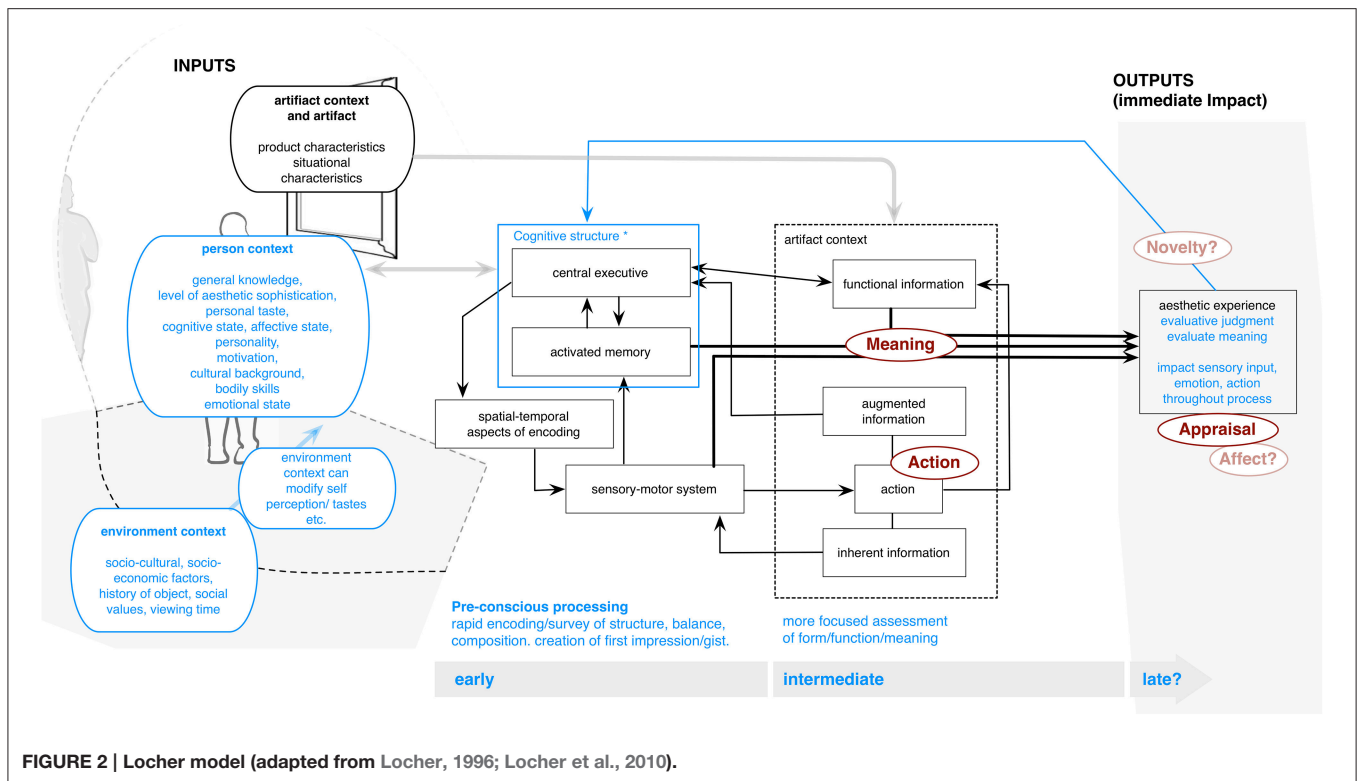 INPUTS
artifiact context
and artifact
product characteristics
situational
characteristics
person context
general knowledge,
level of aesthetic sophistication,
personal taste,
cognitive state, affective state,
personality,
motivation,
cultural background,
bodily skills
emotional state
environment
context can
modify self
perception/ tastes
etc.
environment context
socio-cultural, socio-
economic factors,
history of object, social
values, viewing time
Cognitive structure *
central executive
activated memory
spatial-temporal
aspects of encoding
sensory-motor system
Pre-conscious processing
rapid encoding/survey of structure, balance,
composition. creation of first impression/gist.
early
artifact context
functional information
Meaning
augmented
information
Action
action
inherent information
more focused assessment
of form/function/meaning
intermediate
OUTPUTS
(immediate Impact)
Novelty?
aesthetic experience
evaluative judgment
evaluate meaning
impact sensory input,
emotion, action
throughout process
Appraisal
Affect?
late?
FIGURE 2 | Locher model (adapted from Locher, 1996; Locher et al., 2010).